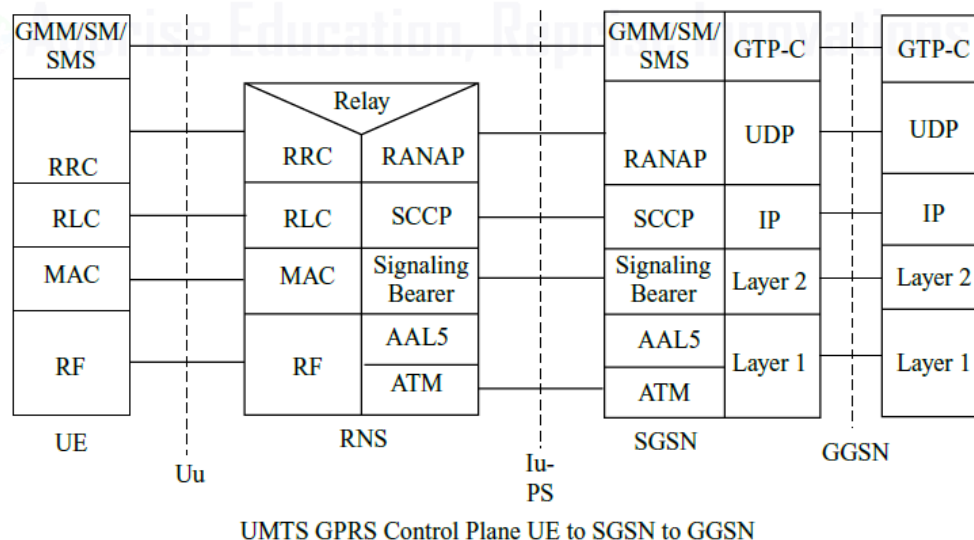 GMM/SM/
SMS
RRC
RLC
MAC
RF
UE
Uu
Relay
RRC
RANAP
RLC
SCCP
MAC
Signaling
Bearer
RF
AAL5
ATM
RNS
Iu-
PS
GMM/SM/
SMS
GTP-C
RANAP
UDP
SCCP
IP
Signaling
Bearer
Layer 2
AAL5
ATM
Layer 1
SGSN
GGSN
GTP-C
UDP
IP
Layer 2
Layer 1
UMTS GPRS Control Plane UE to SGSN to GGSN